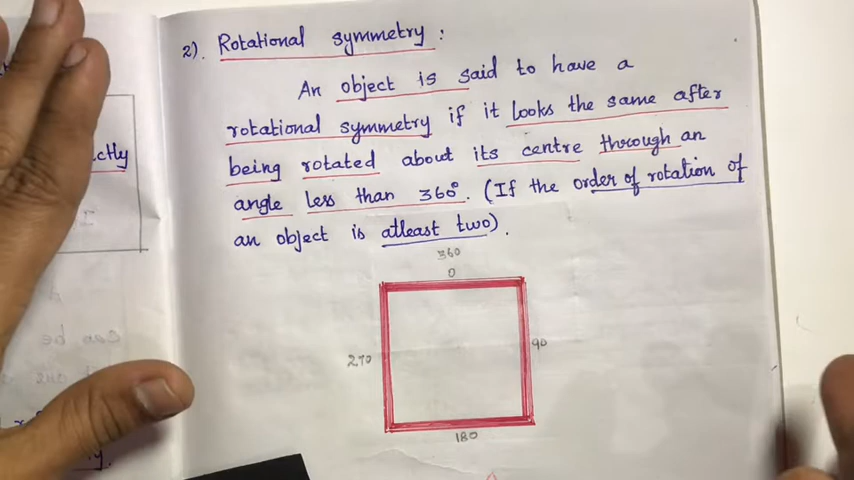 2). Rotational symmetry :
An object is said to have a
rotational symmetry if it looks the same after
being rotated about its centre through an
angle less than 360°. (If the order of rotation of
an object is atleast two).
360
0
270
90
180
ctly